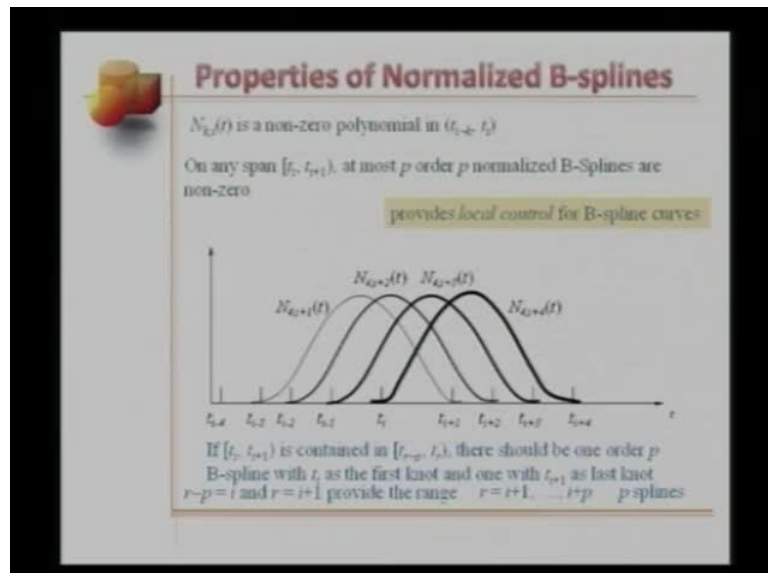 Properties of Normalized B-splines
N_{k,i}(t) is a non-zero polynomial in (t_{i-k}, t_i)
On any span [t_i, t_{i+1}), at most p order p normalized B-Splines are
non-zero
provides local control for B-spline curves
N_{4,i+2}(t) N_{4,i+3}(t)
N_{4,i+1}(t) N_{4,i+4}(t)
t_{i-4} t_{i-3} t_{i-2} t_{i-1} t_i t_{i+1} t_{i+2} t_{i+3} t_{i+4} t
If [t_i, t_{i+1}) is contained in [t_{r-p}, t_r), there should be one order p
B-spline with t_i as the first knot and one with t_{i+1} as last knot
r-p = i and r = i+1 provide the range r = i+1, ..., i+p p splines